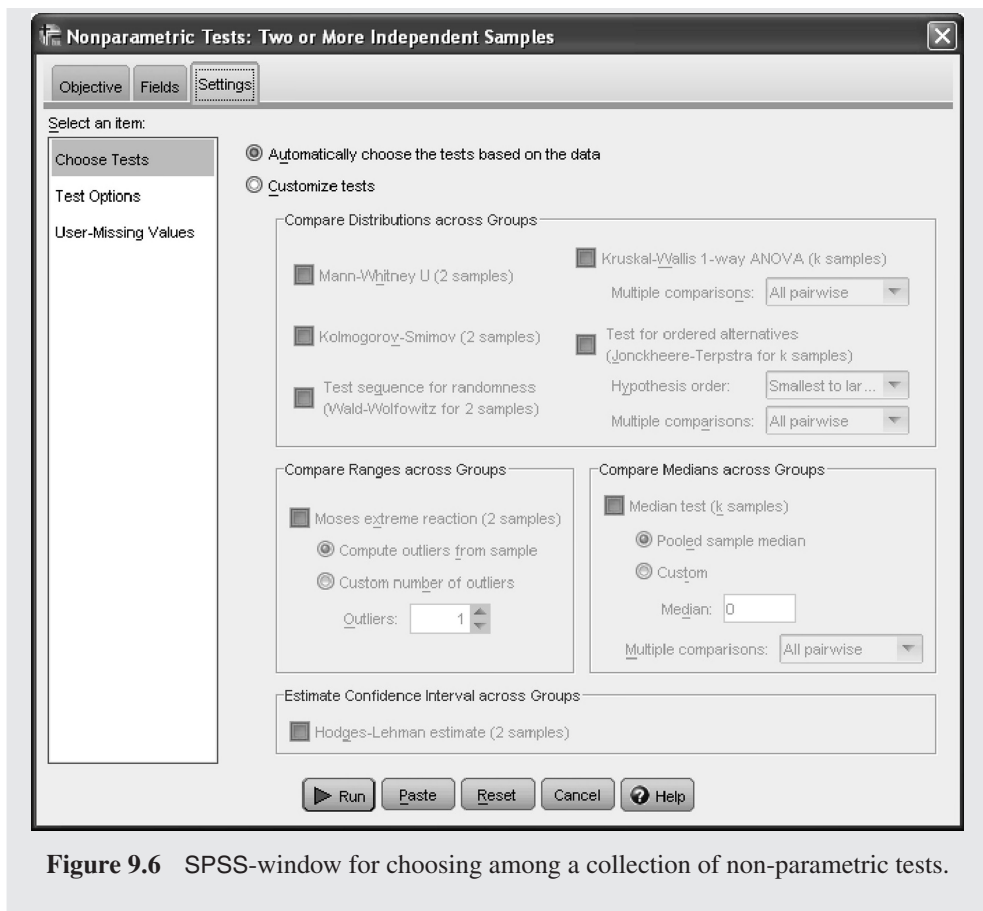 Nonparametric Tests: Two or More Independent Samples
Objective Fields Settings
Select an item:
Choose Tests
Test Options
User-Missing Values
Automatically choose the tests based on the data
Customize tests
Compare Distributions across Groups
Mann-Whitney U (2 samples)
Kolmogorov-Smirnov (2 samples)
Test sequence for randomness
(Wald-Wolfowitz for 2 samples)
Kruskal-Wallis 1-way ANOVA (k samples)
Multiple comparisons: All pairwise
Test for ordered alternatives
(Jonckheere-Terpstra for k samples)
Hypothesis order: Smallest to lar...
Multiple comparisons: All pairwise
Compare Ranges across Groups
Moses extreme reaction (2 samples)
Compute outliers from sample
Custom number of outliers
Outliers: 1
Compare Medians across Groups
Median test (k samples)
Pooled sample median
Custom
Median: 0
Multiple comparisons: All pairwise
Estimate Confidence Interval across Groups
Hodges-Lehman estimate (2 samples)
Run Paste Reset Cancel Help
Figure 9.6 SPSS-window for choosing among a collection of non-parametric tests.